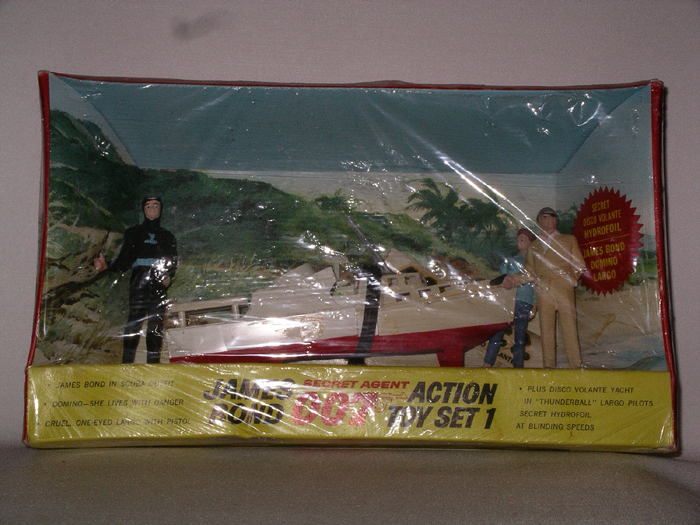 SECRET
DISCO VOLANTE
HYDROFOIL
JAMES BOND
DOMINO
LARGO
• JAMES BOND IN SCUBA OUTFIT
• DOMINO—SHE LIVES WITH DANGER
• CRUEL, ONE-EYED LARGO WITH PISTOL
JAMES BOND
SECRET AGENT
007
ACTION
TOY SET 1
• PLUS DISCO VOLANTE YACHT
IN "THUNDERBALL" LARGO PILOTS
SECRET HYDROFOIL
AT BLINDING SPEEDS